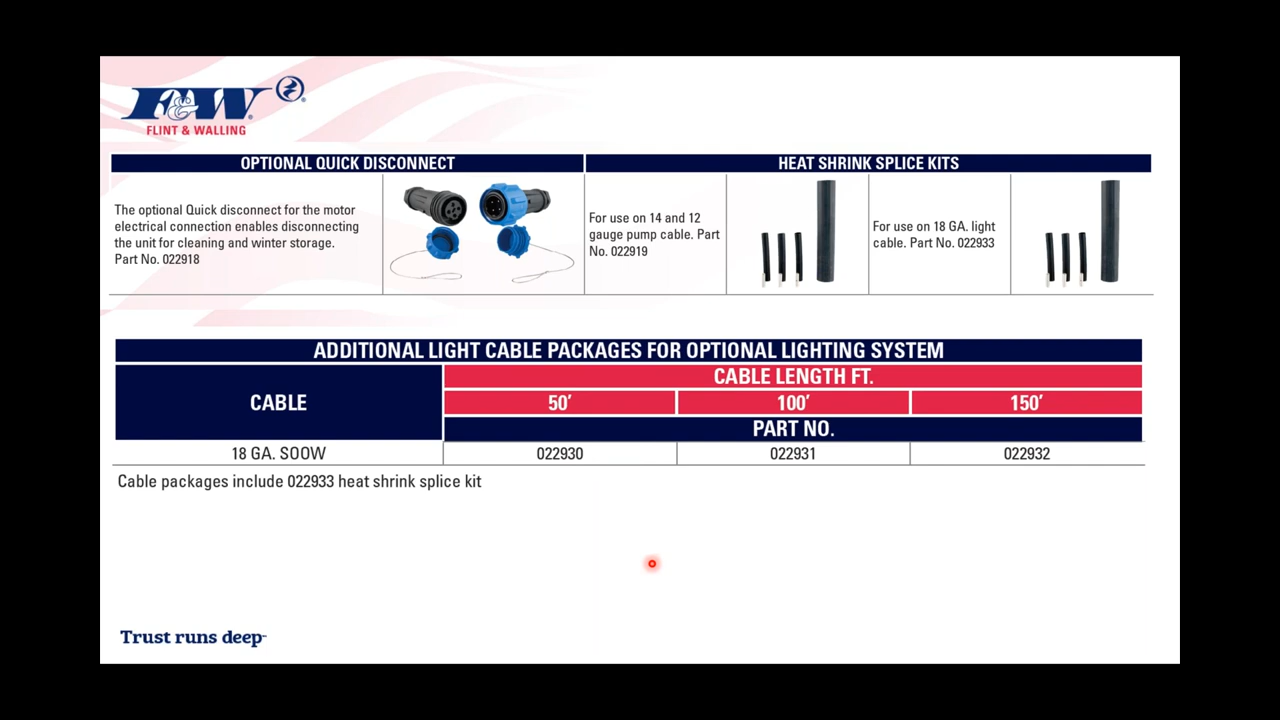 F&W
FLINT & WALLING
OPTIONAL QUICK DISCONNECT
The optional Quick disconnect for the motor
electrical connection enables disconnecting
the unit for cleaning and winter storage.
Part No. 022918
HEAT SHRINK SPLICE KITS
For use on 14 and 12
gauge pump cable. Part
No. 022919
For use on 18 GA. light
cable. Part No. 022933
ADDITIONAL LIGHT CABLE PACKAGES FOR OPTIONAL LIGHTING SYSTEM
CABLE
CABLE LENGTH FT.
50’ 100’ 150’
PART NO.
18 GA. SOOW 022930 022931 022932
Cable packages include 022933 heat shrink splice kit
Trust runs deep™